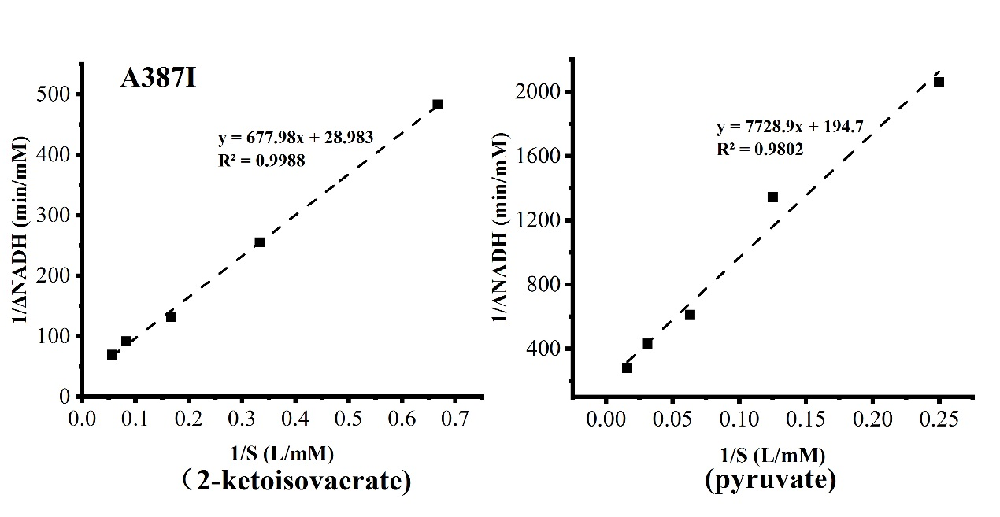 A387I
y = 677.98x + 28.983
R² = 0.9988
1/ΔNADH (min/mM)
500
400
300
200
100
0
0.0 0.1 0.2 0.3 0.4 0.5 0.6 0.7
1/S (L/mM)
（2-ketoisovaerate)
y = 7728.9x + 194.7
R² = 0.9802
1/ΔNADH (min/mM)
2000
1600
1200
800
400
0.00 0.05 0.10 0.15 0.20 0.25
1/S (L/mM)
(pyruvate)